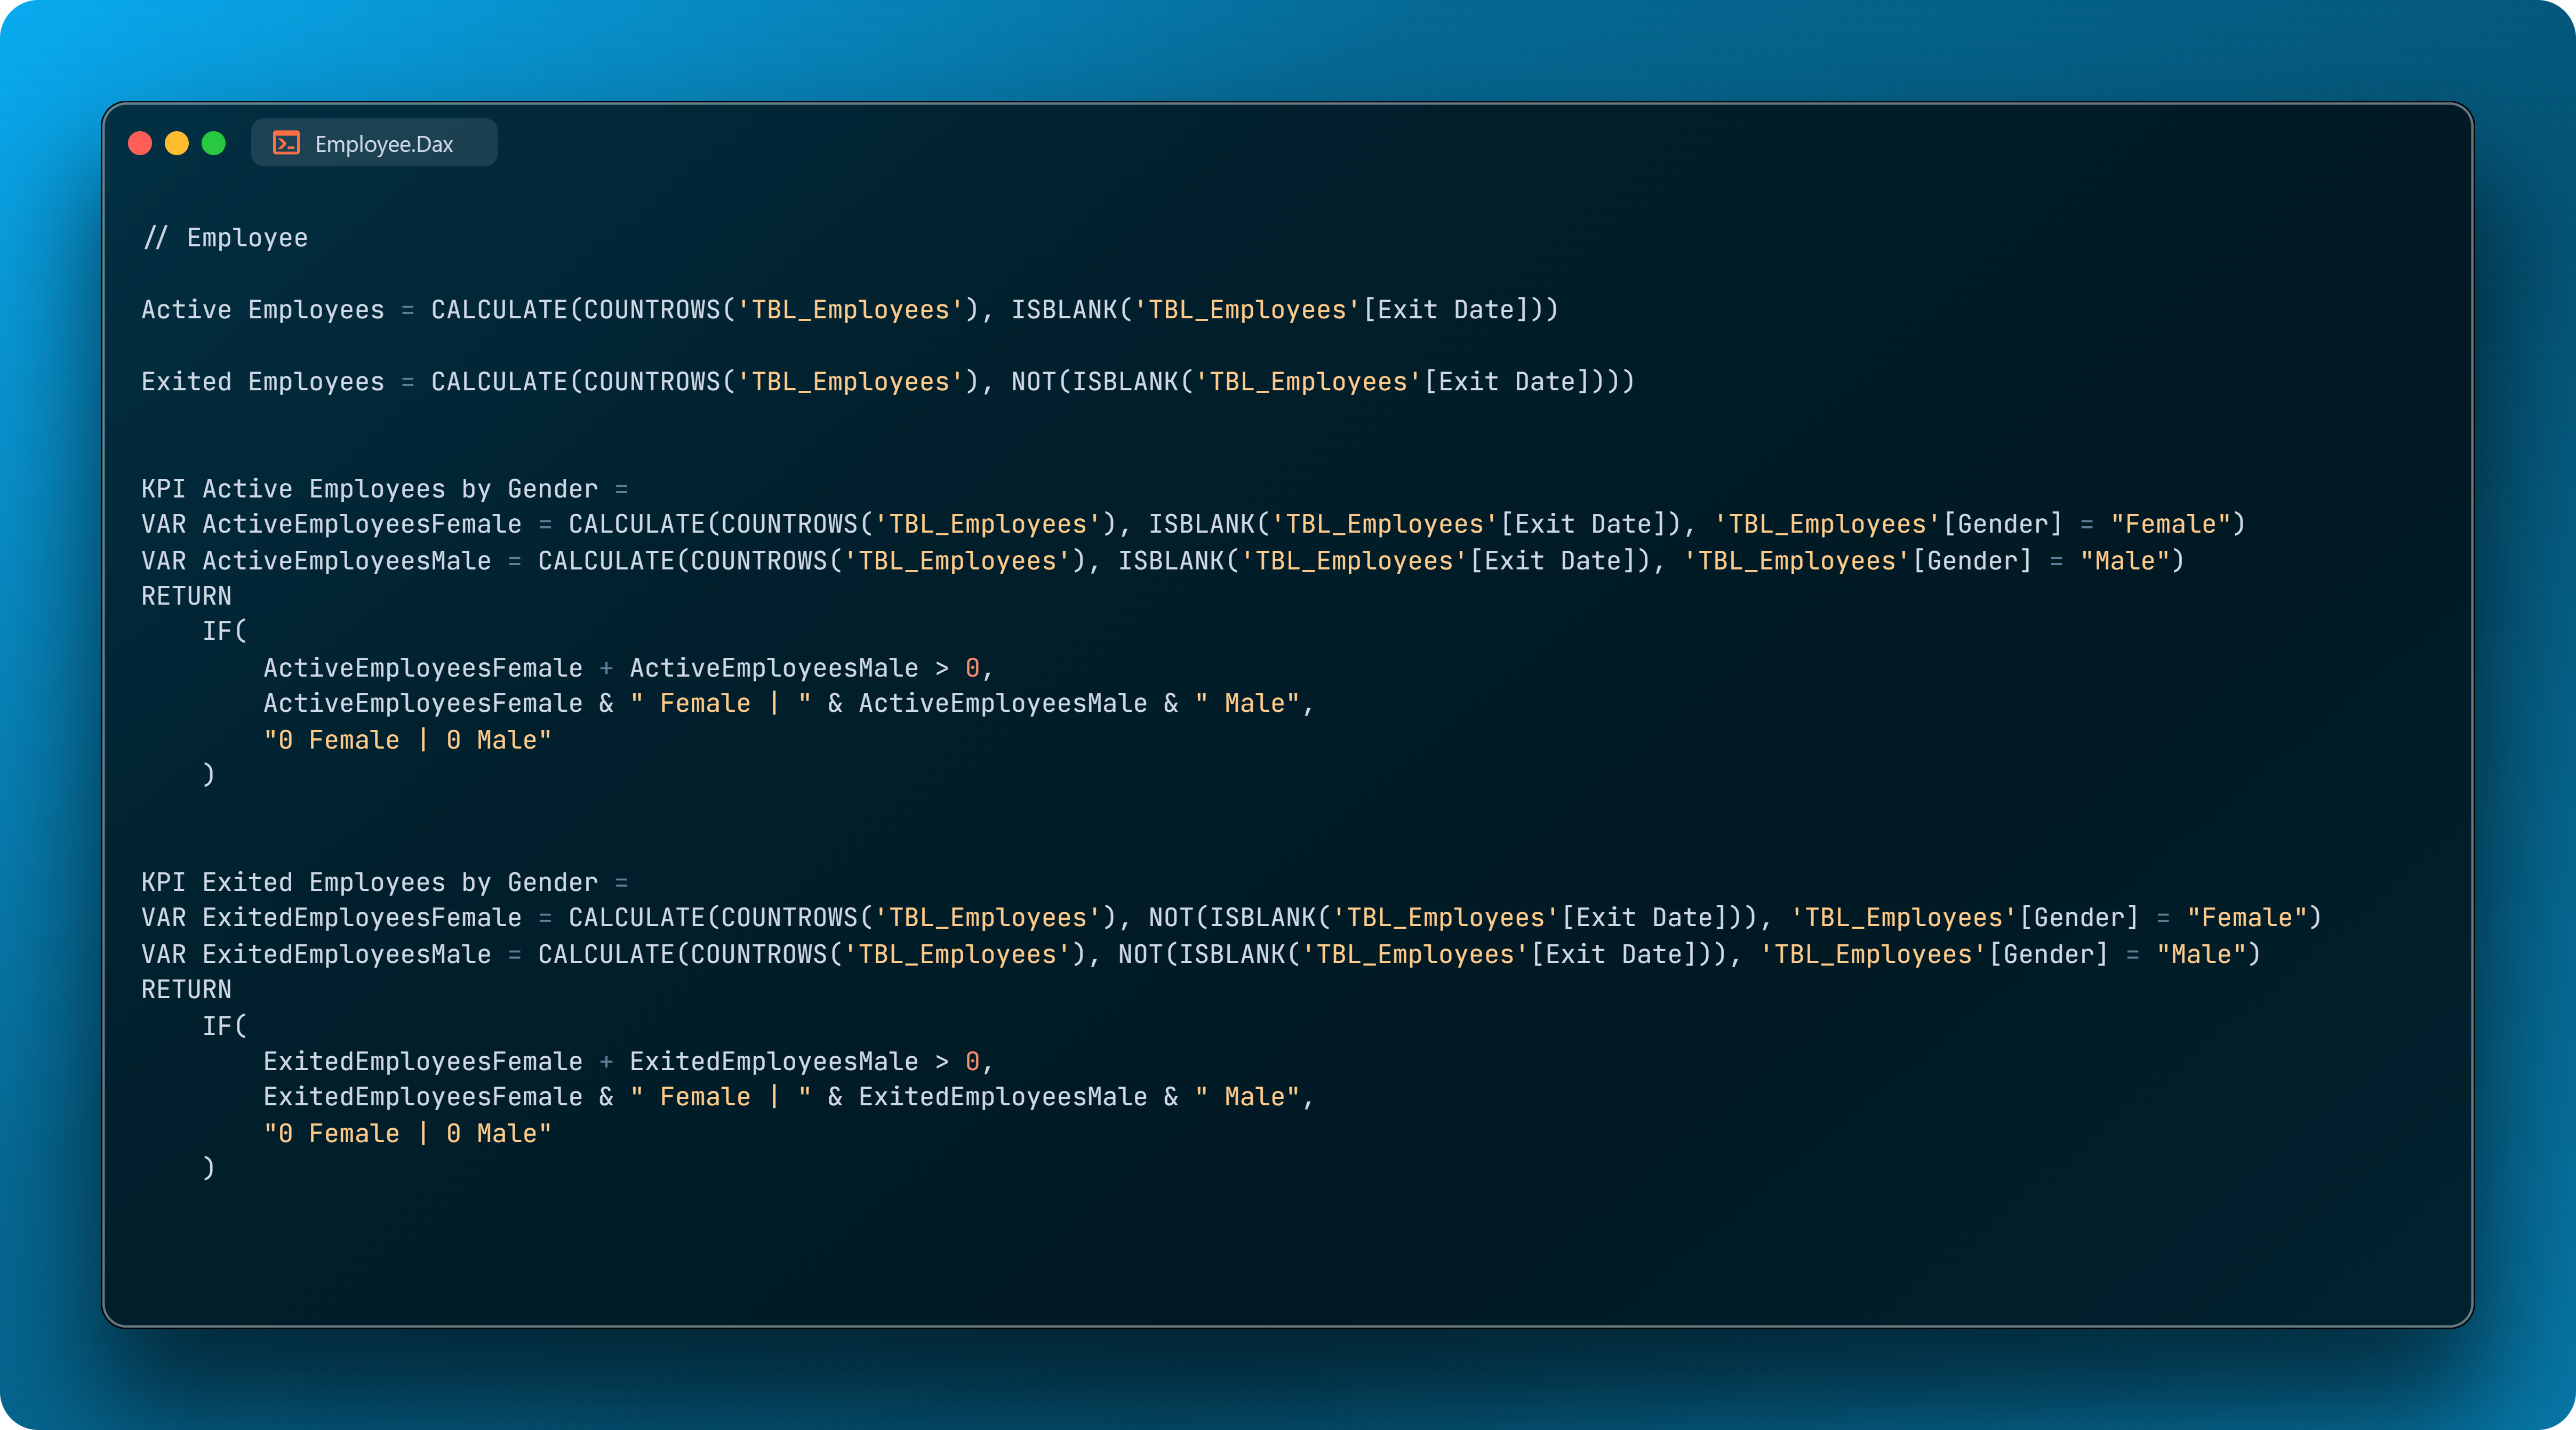 Employee.Dax
// Employee
Active Employees = CALCULATE(COUNTROWS('TBL_Employees'), ISBLANK('TBL_Employees'[Exit Date]))
Exited Employees = CALCULATE(COUNTROWS('TBL_Employees'), NOT(ISBLANK('TBL_Employees'[Exit Date])))
KPI Active Employees by Gender =
VAR ActiveEmployeesFemale = CALCULATE(COUNTROWS('TBL_Employees'), ISBLANK('TBL_Employees'[Exit Date]), 'TBL_Employees'[Gender] = "Female")
VAR ActiveEmployeesMale = CALCULATE(COUNTROWS('TBL_Employees'), ISBLANK('TBL_Employees'[Exit Date]), 'TBL_Employees'[Gender] = "Male")
RETURN
    IF(
        ActiveEmployeesFemale + ActiveEmployeesMale > 0,
        ActiveEmployeesFemale & " Female | " & ActiveEmployeesMale & " Male",
        "0 Female | 0 Male"
    )
KPI Exited Employees by Gender =
VAR ExitedEmployeesFemale = CALCULATE(COUNTROWS('TBL_Employees'), NOT(ISBLANK('TBL_Employees'[Exit Date])), 'TBL_Employees'[Gender] = "Female")
VAR ExitedEmployeesMale = CALCULATE(COUNTROWS('TBL_Employees'), NOT(ISBLANK('TBL_Employees'[Exit Date])), 'TBL_Employees'[Gender] = "Male")
RETURN
    IF(
        ExitedEmployeesFemale + ExitedEmployeesMale > 0,
        ExitedEmployeesFemale & " Female | " & ExitedEmployeesMale & " Male",
        "0 Female | 0 Male"
    )